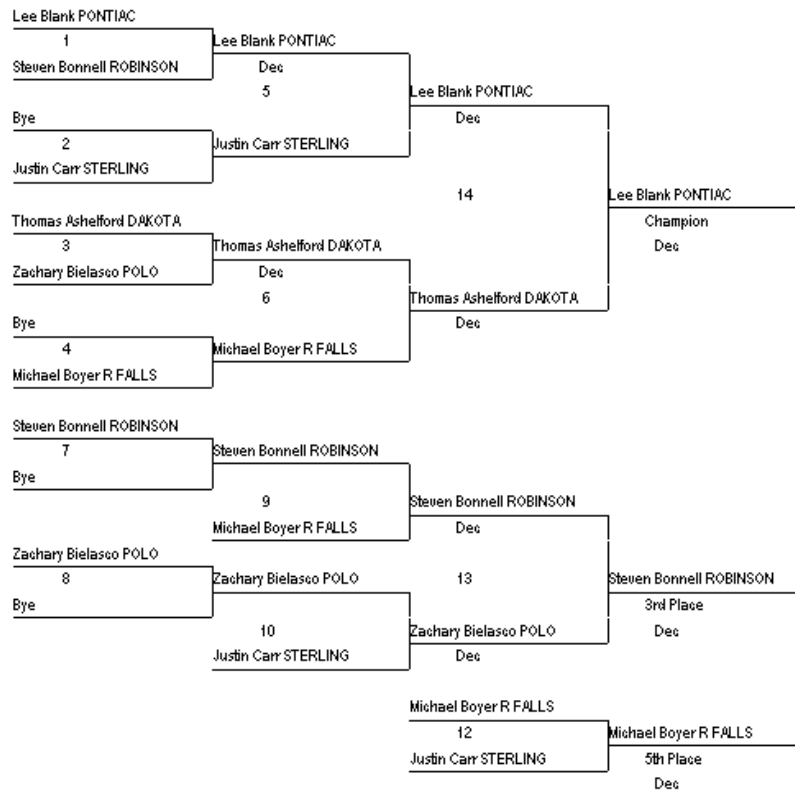 Lee Blank PONTIAC
1
Lee Blank PONTIAC
Steven Bonnell ROBINSON
Dec
5
Lee Blank PONTIAC
Bye
Dec
2
Justin Carr STERLING
Justin Carr STERLING
14
Lee Blank PONTIAC
Thomas Ashelford DAKOTA
Champion
3
Thomas Ashelford DAKOTA
Dec
Zachary Bielasco POLO
Dec
6
Thomas Ashelford DAKOTA
Bye
Dec
4
Michael Boyer R FALLS
Michael Boyer R FALLS
Steven Bonnell ROBINSON
7
Steven Bonnell ROBINSON
Bye
9
Steven Bonnell ROBINSON
Michael Boyer R FALLS
Dec
Zachary Bielasco POLO
8
Zachary Bielasco POLO
13
Steven Bonnell ROBINSON
Bye
3rd Place
10
Zachary Bielasco POLO
Dec
Justin Carr STERLING
Dec
Michael Boyer R FALLS
12
Michael Boyer R FALLS
Justin Carr STERLING
5th Place
Dec